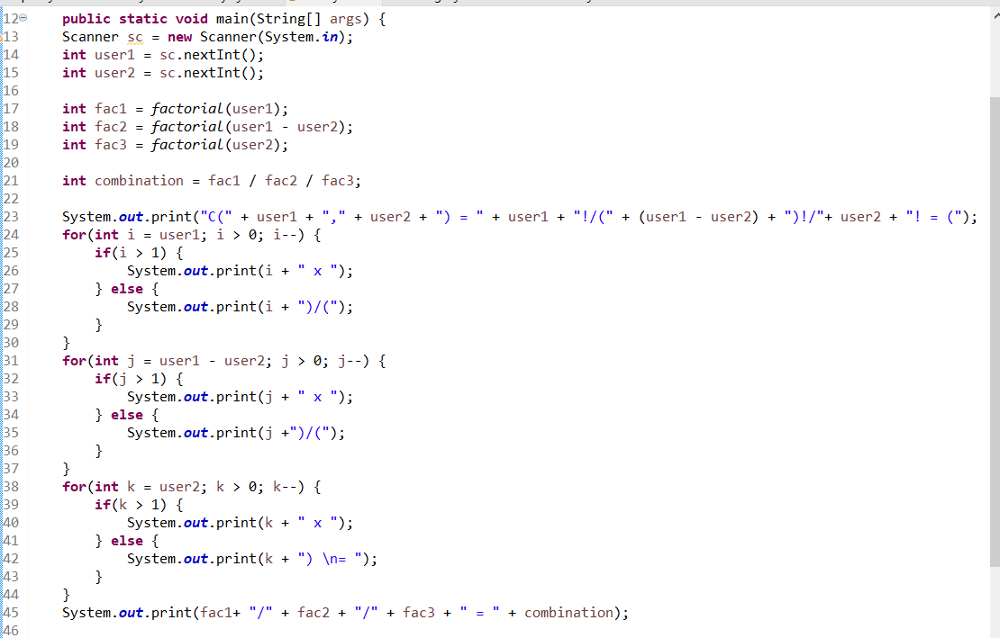 12 public static void main(String[] args) {
13 Scanner sc = new Scanner(System.in);
14 int user1 = sc.nextInt();
15 int user2 = sc.nextInt();
16
17 int fac1 = factorial(user1);
18 int fac2 = factorial(user1 - user2);
19 int fac3 = factorial(user2);
20
21 int combination = fac1 / fac2 / fac3;
22
23 System.out.print("C(" + user1 + "," + user2 + ") = " + user1 + "!/(" + (user1 - user2) + ")!/"+ user2 + "! = (");
24 for(int i = user1; i > 0; i--) {
25     if(i > 1) {
26         System.out.print(i + " x ");
27     } else {
28         System.out.print(i + ")/(");
29     }
30 }
31 for(int j = user1 - user2; j > 0; j--) {
32     if(j > 1) {
33         System.out.print(j + " x ");
34     } else {
35         System.out.print(j +")/(");
36     }
37 }
38 for(int k = user2; k > 0; k--) {
39     if(k > 1) {
40         System.out.print(k + " x ");
41     } else {
42         System.out.print(k + ") \n= ");
43     }
44 }
45 System.out.print(fac1+ "/" + fac2 + "/" + fac3 + " = " + combination);
46